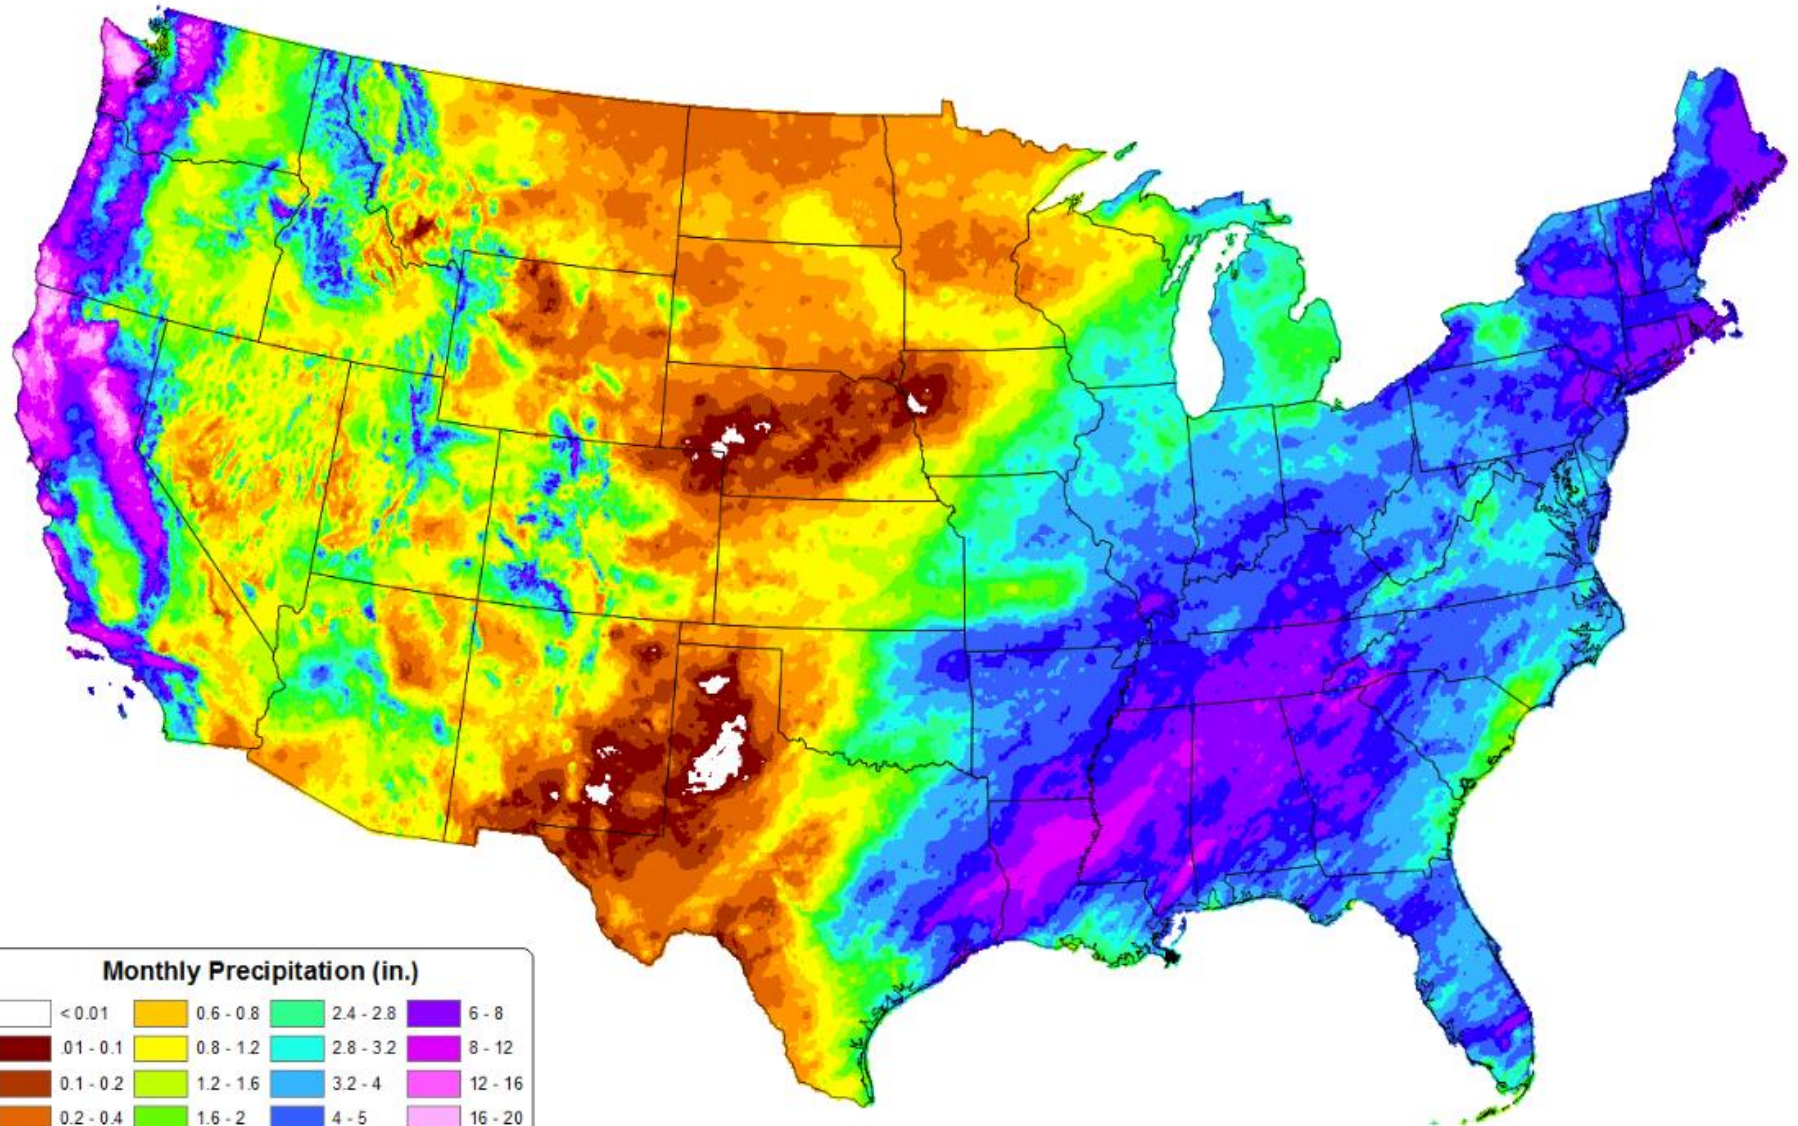 Monthly Precipitation (in.)
< 0.01 0.6 - 0.8 2.4 - 2.8 6 - 8
.01 - 0.1 0.8 - 1.2 2.8 - 3.2 8 - 12
0.1 - 0.2 1.2 - 1.6 3.2 - 4 12 - 16
0.2 - 0.4 1.6 - 2 4 - 5 16 - 20